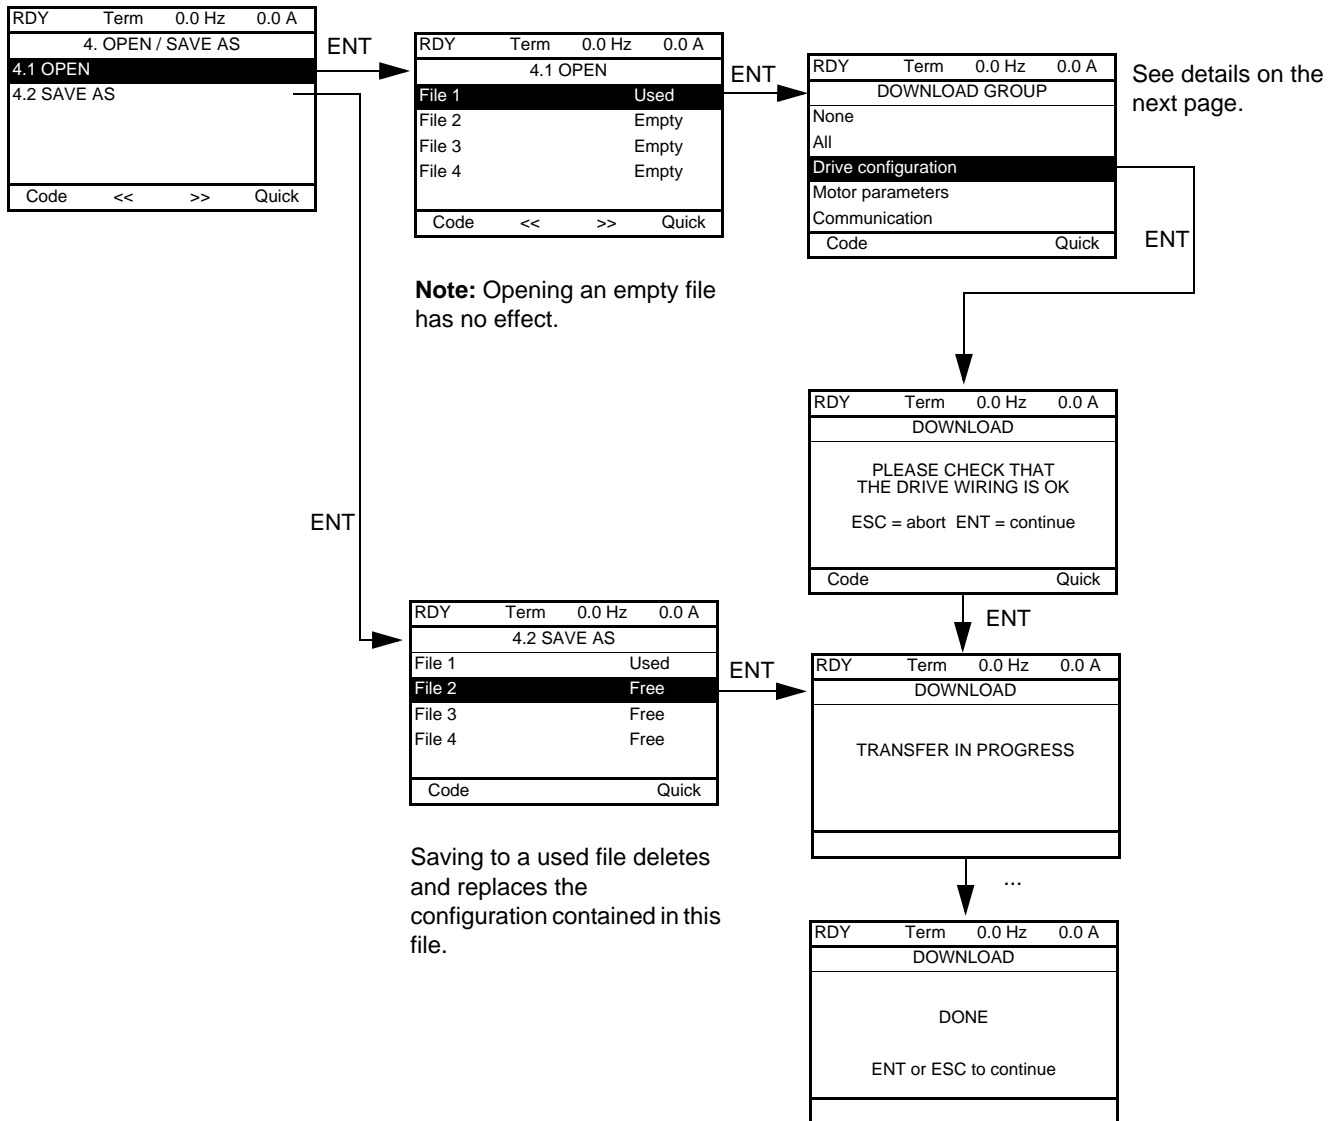 RDY Term 0.0 Hz 0.0 A
4. OPEN / SAVE AS
4.1 OPEN
4.2 SAVE AS
Code << >> Quick
ENT
RDY Term 0.0 Hz 0.0 A
4.1 OPEN
File 1 Used
File 2 Empty
File 3 Empty
File 4 Empty
Code << >> Quick
Note: Opening an empty file
has no effect.
ENT
RDY Term 0.0 Hz 0.0 A
DOWNLOAD GROUP
None
All
Drive configuration
Motor parameters
Communication
Code Quick
See details on the
next page.
ENT
RDY Term 0.0 Hz 0.0 A
DOWNLOAD
PLEASE CHECK THAT
THE DRIVE WIRING IS OK
ESC = abort ENT = continue
Code Quick
ENT
ENT
RDY Term 0.0 Hz 0.0 A
4.2 SAVE AS
File 1 Used
File 2 Free
File 3 Free
File 4 Free
Code Quick
Saving to a used file deletes
and replaces the
configuration contained in this
file.
ENT
RDY Term 0.0 Hz 0.0 A
DOWNLOAD
TRANSFER IN PROGRESS
...
RDY Term 0.0 Hz 0.0 A
DOWNLOAD
DONE
ENT or ESC to continue